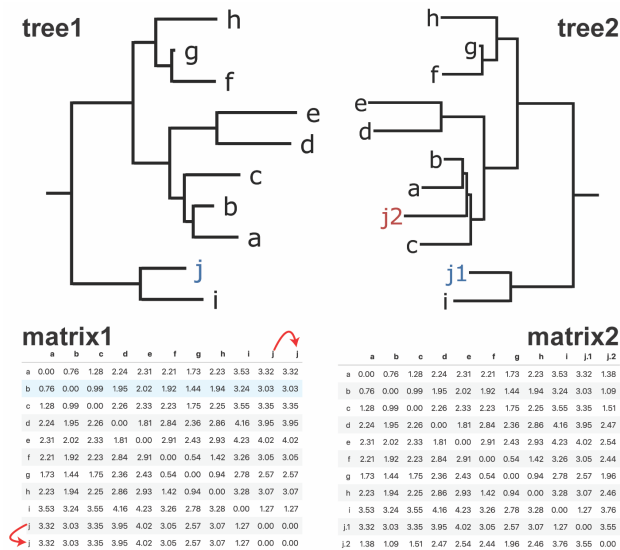 tree1
h
g
f
e
d
c
b
a
j
i
tree2
h
g
f
e
d
b
a
j2
c
j1
i
matrix1
a b c d e f g h i j j
a 0.00 0.76 1.28 2.24 2.31 2.21 1.73 2.23 3.53 3.32 3.32
b 0.76 0.00 0.99 1.95 2.02 1.92 1.44 1.94 3.24 3.03 3.03
c 1.28 0.99 0.00 2.26 2.33 2.23 1.75 2.25 3.55 3.35 3.35
d 2.24 1.95 2.26 0.00 1.81 2.84 2.36 2.86 4.16 3.95 3.95
e 2.31 2.02 2.33 1.81 0.00 2.91 2.43 2.93 4.23 4.02 4.02
f 2.21 1.92 2.23 2.84 2.91 0.00 0.54 1.42 3.26 3.05 3.05
g 1.73 1.44 1.75 2.36 2.43 0.54 0.00 0.94 2.78 2.57 2.57
h 2.23 1.94 2.25 2.86 2.93 1.42 0.94 0.00 3.28 3.07 3.07
i 3.53 3.24 3.55 4.16 4.23 3.26 2.78 3.28 0.00 1.27 1.27
j 3.32 3.03 3.35 3.95 4.02 3.05 2.57 3.07 1.27 0.00 0.00
j 3.32 3.03 3.35 3.95 4.02 3.05 2.57 3.07 1.27 0.00 0.00
matrix2
a b c d e f g h i j.1 j.2
a 0.00 0.76 1.28 2.24 2.31 2.21 1.73 2.23 3.53 3.32 1.38
b 0.76 0.00 0.99 1.95 2.02 1.92 1.44 1.94 3.24 3.03 1.09
c 1.28 0.99 0.00 2.26 2.33 2.23 1.75 2.25 3.55 3.35 1.51
d 2.24 1.95 2.26 0.00 1.81 2.84 2.36 2.86 4.16 3.95 2.47
e 2.31 2.02 2.33 1.81 0.00 2.91 2.43 2.93 4.23 4.02 2.54
f 2.21 1.92 2.23 2.84 2.91 0.00 0.54 1.42 3.26 3.05 2.44
g 1.73 1.44 1.75 2.36 2.43 0.54 0.00 0.94 2.78 2.57 1.96
h 2.23 1.94 2.25 2.86 2.93 1.42 0.94 0.00 3.28 3.07 2.46
i 3.53 3.24 3.55 4.16 4.23 3.26 2.78 3.28 0.00 1.27 3.76
j.1 3.32 3.03 3.35 3.95 4.02 3.05 2.57 3.07 1.27 0.00 3.55
j.2 1.38 1.09 1.51 2.47 2.54 2.44 1.96 2.46 3.76 3.55 0.00